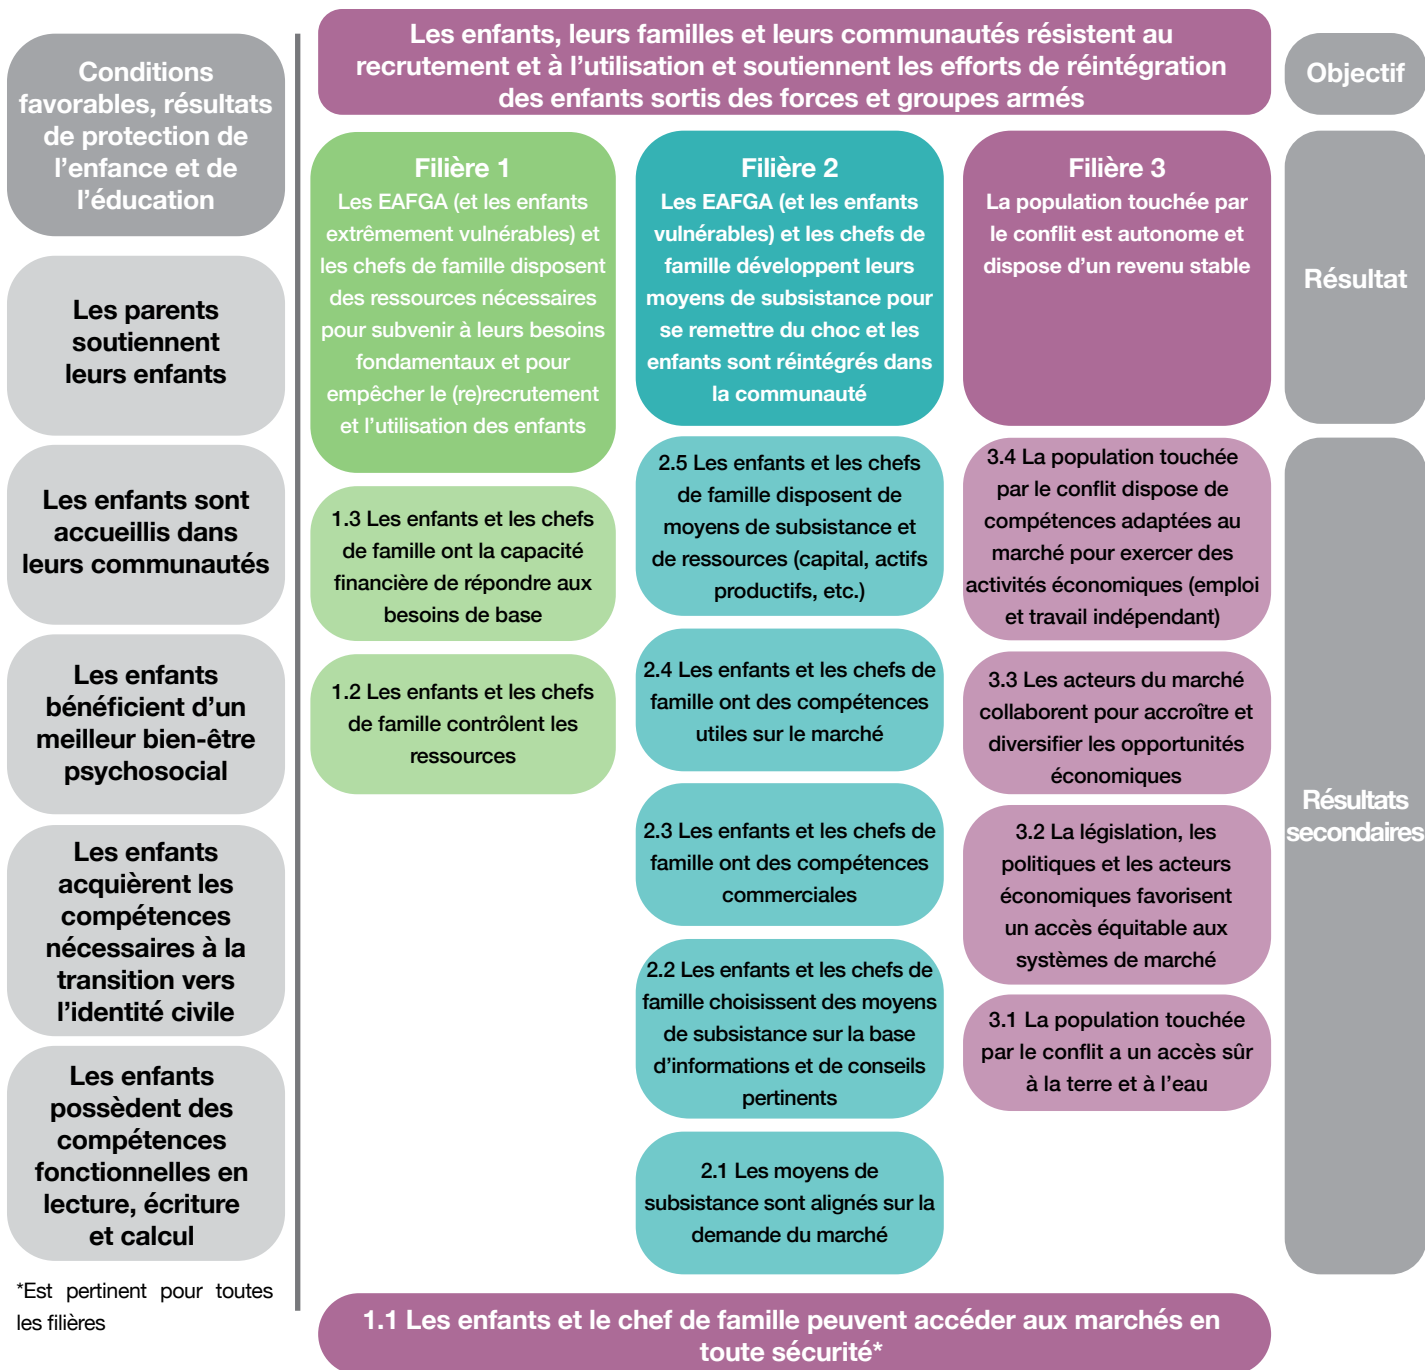 Conditions
favorables, résultats
de protection de
l’enfance et de
l’éducation
Les parents
soutiennent
leurs enfants
Les enfants sont
accueillis dans
leurs communautés
Les enfants
bénéficient d’un
meilleur bien-être
psychosocial
Les enfants
acquièrent les
compétences
nécessaires à la
transition vers
l’identité civile
Les enfants
possèdent des
compétences
fonctionnelles en
lecture, écriture
et calcul
*Est pertinent pour toutes
les filières
Les enfants, leurs familles et leurs communautés résistent au
recrutement et à l’utilisation et soutiennent les efforts de réintégration
des enfants sortis des forces et groupes armés
Filière 1
Les EAFGA (et les enfants
extrêmement vulnérables) et
les chefs de famille disposent
des ressources nécessaires
pour subvenir à leurs besoins
fondamentaux et pour
empêcher le (re)recrutement
et l’utilisation des enfants
1.3 Les enfants et les chefs
de famille ont la capacité
financière de répondre aux
besoins de base
1.2 Les enfants et les chefs
de famille contrôlent les
ressources
Filière 2
Les EAFGA (et les enfants
vulnérables) et les chefs de
famille développent leurs
moyens de subsistance pour
se remettre du choc et les
enfants sont réintégrés dans
la communauté
2.5 Les enfants et les chefs
de famille disposent de
moyens de subsistance et
de ressources (capital, actifs
productifs, etc.)
2.4 Les enfants et les chefs de
famille ont des compétences
utiles sur le marché
2.3 Les enfants et les chefs de
famille ont des compétences
commerciales
2.2 Les enfants et les chefs de
famille choisissent des moyens
de subsistance sur la base
d’informations et de conseils
pertinents
2.1 Les moyens de
subsistance sont alignés sur la
demande du marché
Filière 3
La population touchée par
le conflit est autonome et
dispose d’un revenu stable
3.4 La population touchée
par le conflit dispose de
compétences adaptées au
marché pour exercer des
activités économiques (emploi
et travail indépendant)
3.3 Les acteurs du marché
collaborent pour accroître et
diversifier les opportunités
économiques
3.2 La législation, les
politiques et les acteurs
économiques favorisent
un accès équitable aux
systèmes de marché
3.1 La population touchée
par le conflit a un accès sûr
à la terre et à l’eau
1.1 Les enfants et le chef de famille peuvent accéder aux marchés en
toute sécurité*
Objectif
Résultat
Résultats
secondaires